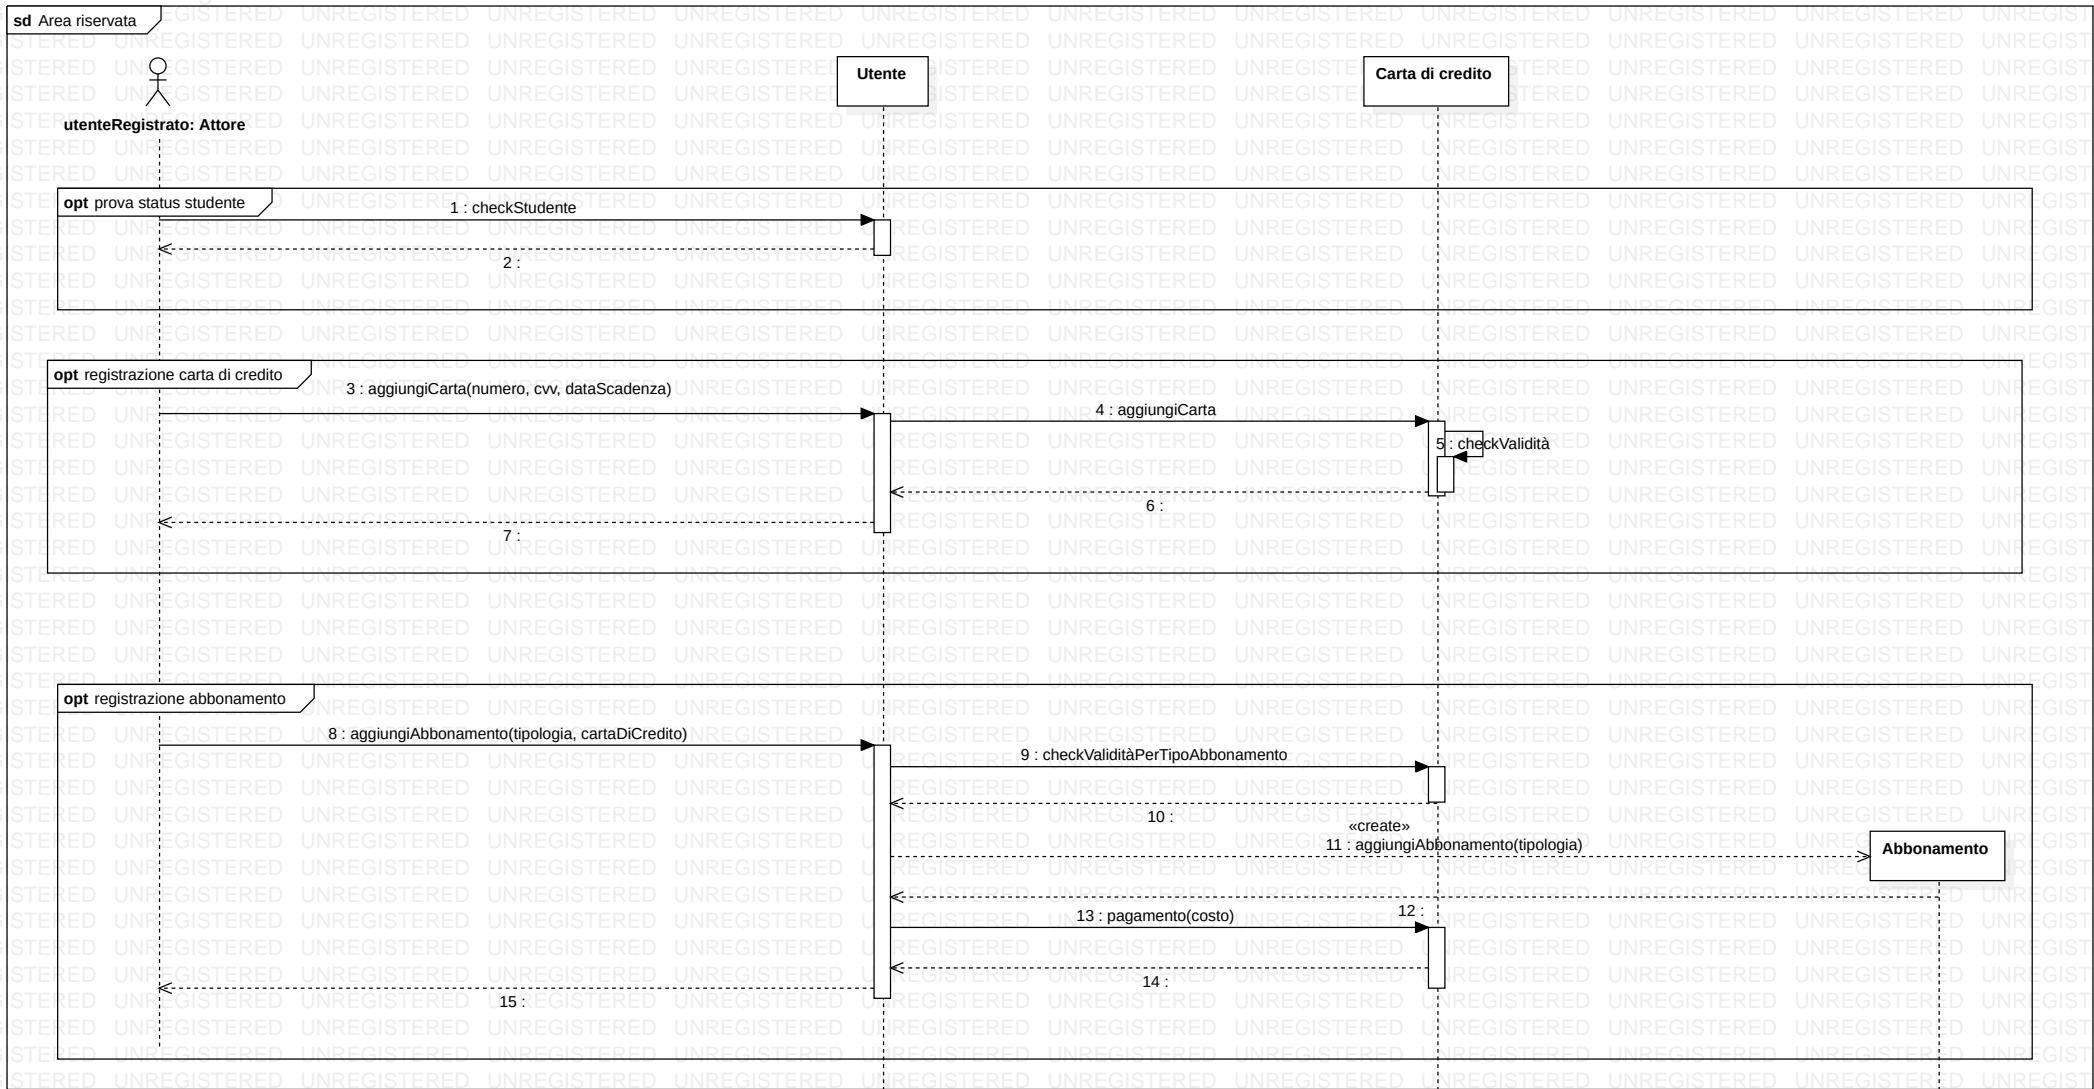 sd Area riservata
utenteRegistrato: Attore
Utente
Carta di credito
opt prova status studente
1 : checkStudente
2 :
opt registrazione carta di credito
3 : aggiungiCarta(numero, cvv, dataScadenza)
4 : aggiungiCarta
5 : checkValidità
6 :
7 :
opt registrazione abbonamento
8 : aggiungiAbbonamento(tipologia, cartaDiCredito)
9 : checkValiditàPerTipoAbbonamento
10 :
«create»
11 : aggiungiAbbonamento(tipologia)
Abbonamento
12 :
13 : pagamento(costo)
14 :
15 :
UNREGISTERED